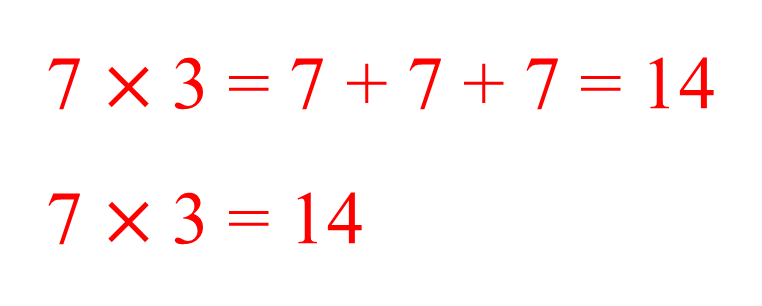 7 × 3 = 7 + 7 + 7 = 14
7 × 3 = 14